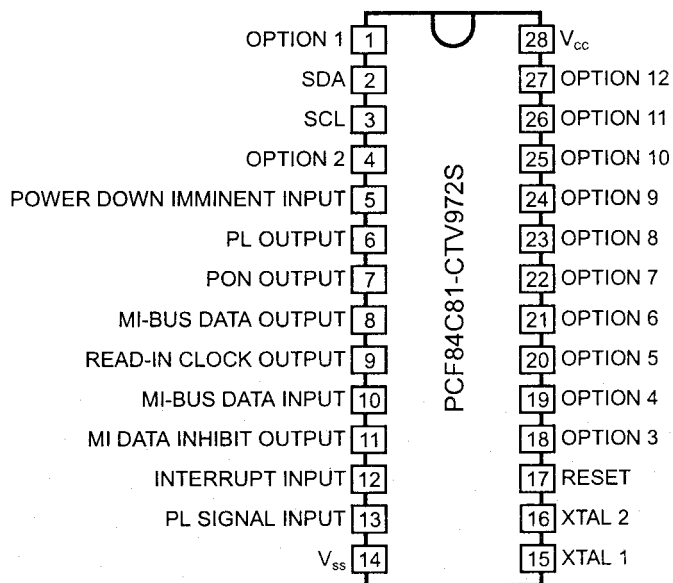 OPTION 1 1 28 Vcc
SDA 2 27 OPTION 12
SCL 3 26 OPTION 11
OPTION 2 4 25 OPTION 10
POWER DOWN IMMINENT INPUT 5 24 OPTION 9
PL OUTPUT 6 23 OPTION 8
PON OUTPUT 7 22 OPTION 7
MI-BUS DATA OUTPUT 8 21 OPTION 6
READ-IN CLOCK OUTPUT 9 20 OPTION 5
MI-BUS DATA INPUT 10 19 OPTION 4
MI DATA INHIBIT OUTPUT 11 18 OPTION 3
INTERRUPT INPUT 12 17 RESET
PL SIGNAL INPUT 13 16 XTAL 2
Vss 14 15 XTAL 1
PCF84C81-CTV972S